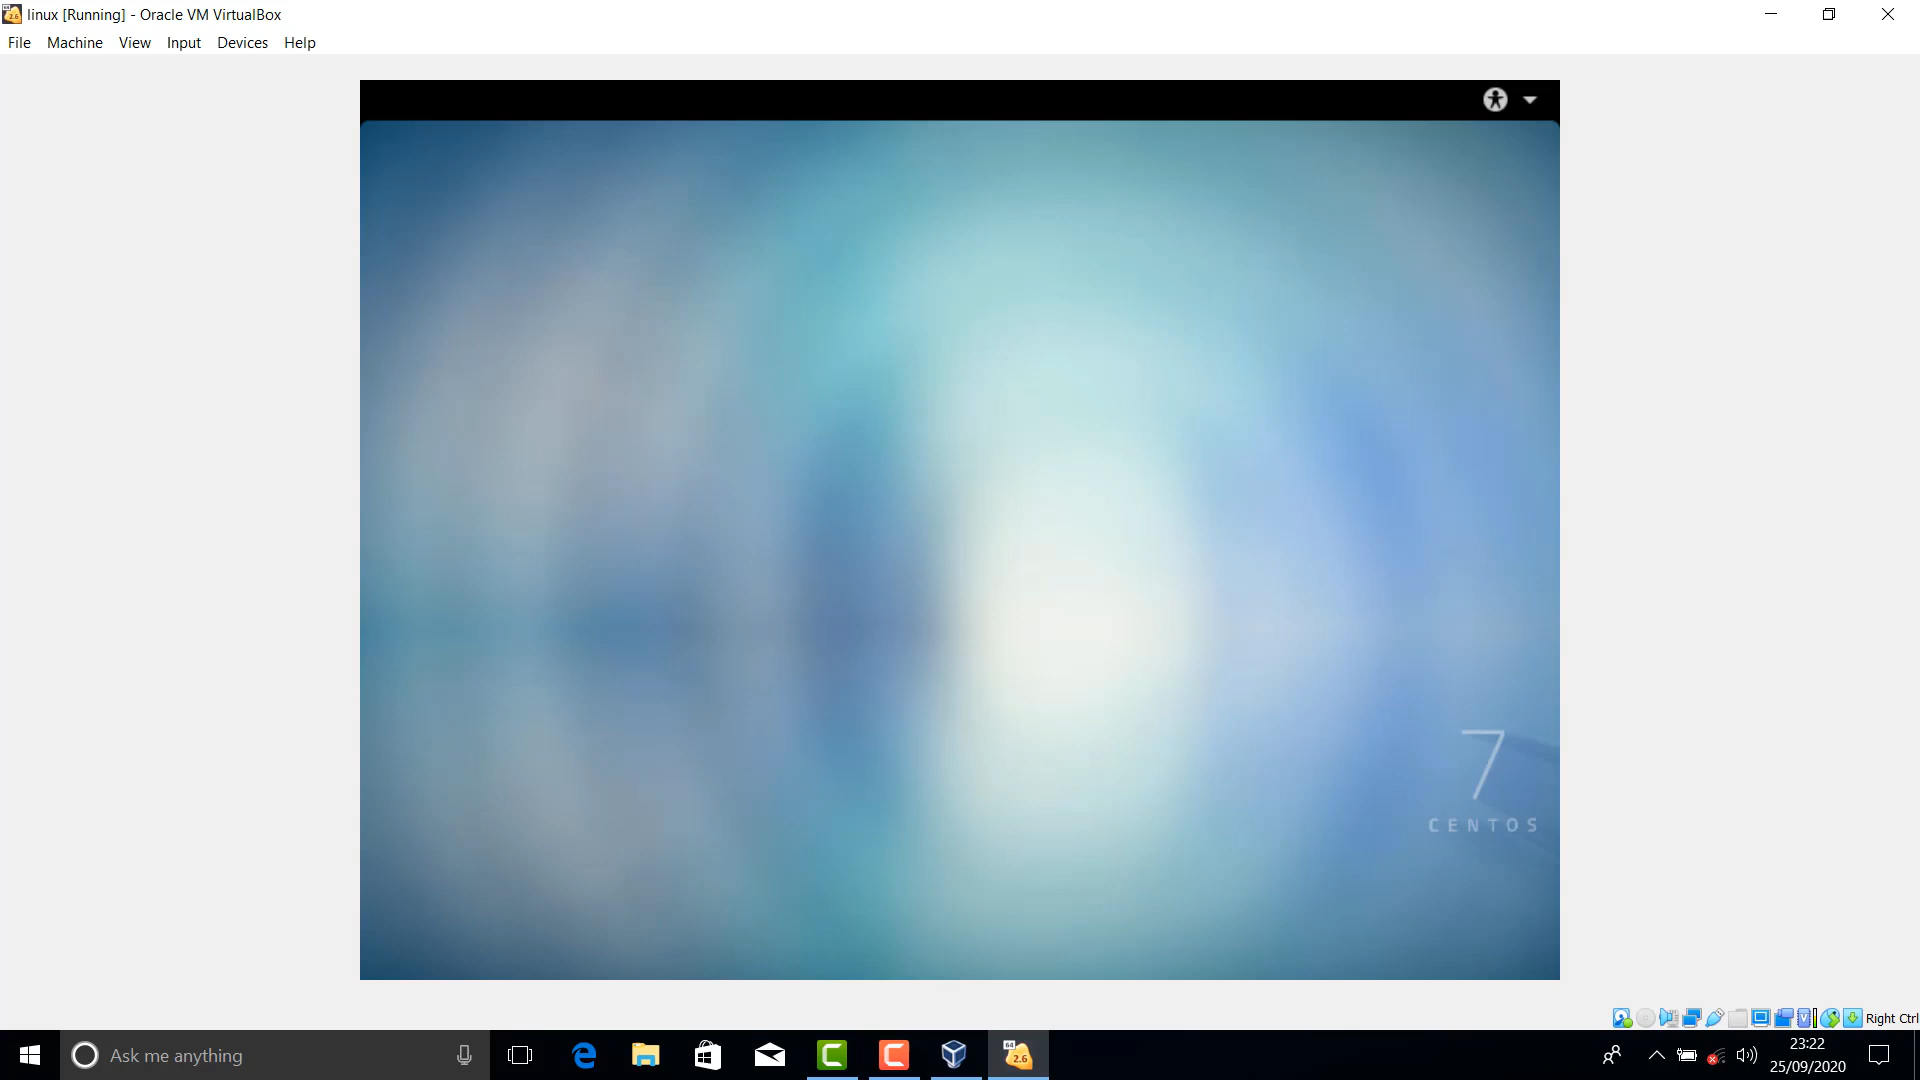 linux [Running] - Oracle VM VirtualBox
File Machine View Input Devices Help
7
CENTOS
Right Ctrl
Ask me anything
23:22
25/09/2020